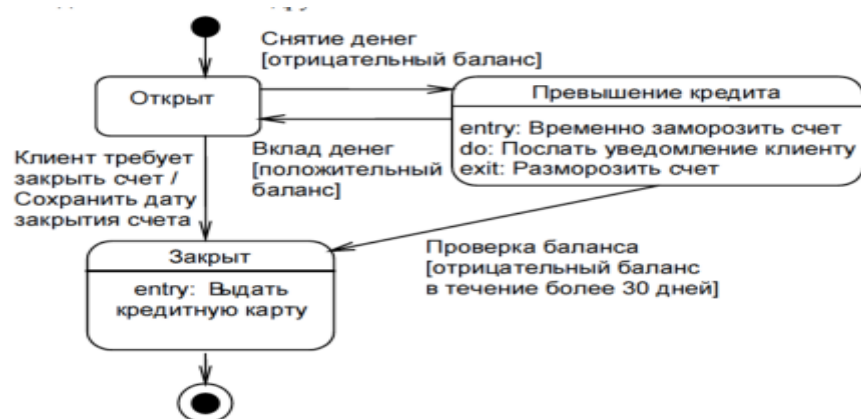 Снятие денег
[отрицательный баланс]
Открыт
Превышение кредита
entry: Временно заморозить счет
do: Послать уведомление клиенту
exit: Разморозить счет
Вклад денег
[положительный
баланс]
Клиент требует
закрыть счет /
Сохранить дату
закрытия счета
Закрыт
entry: Выдать
кредитную карту
Проверка баланса
[отрицательный баланс
в течение более 30 дней]